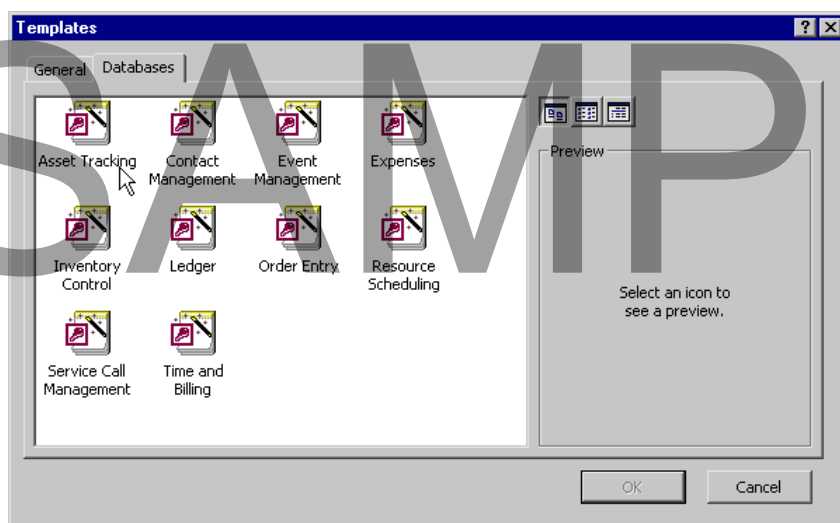 Templates
General Databases
Asset Tracking
Contact
Management
Event
Management
Expenses
Inventory
Control
Ledger
Order Entry
Resource
Scheduling
Service Call
Management
Time and
Billing
Preview
Select an icon to
see a preview.
OK Cancel
SAMP